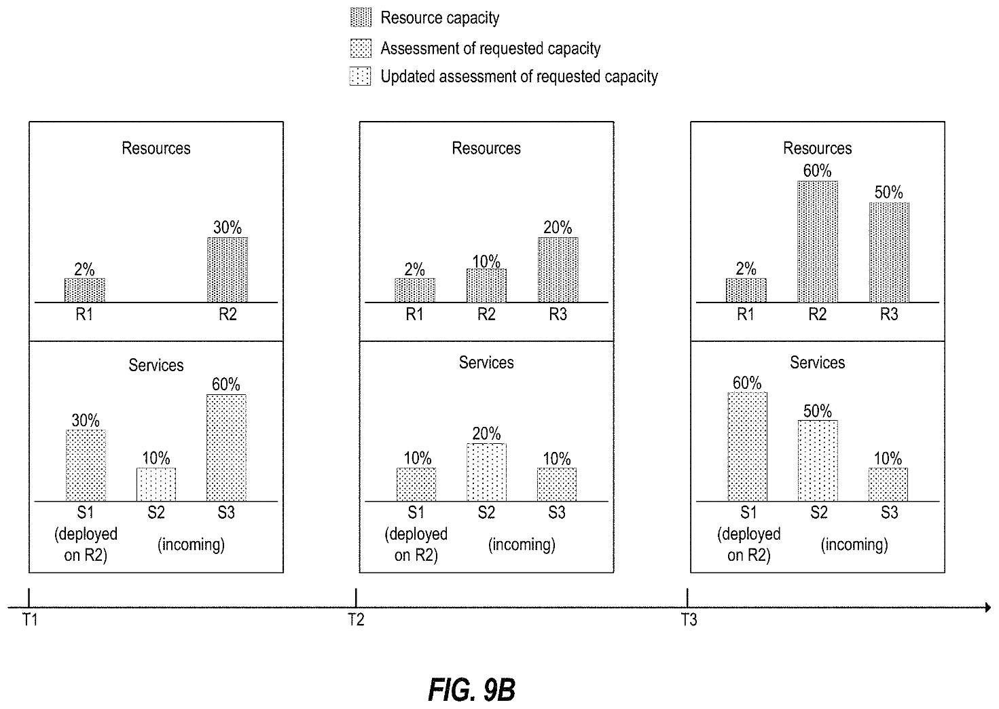 Resource capacity
Assessment of requested capacity
Updated assessment of requested capacity
Resources
30%
2%
R1 R2
Services
60%
30%
10%
S1 S2 S3
(deployed
on R2)
(incoming)
Resources
20%
10%
2%
R1 R2 R3
Services
20%
10% 10%
S1 S2 S3
(deployed
on R2)
(incoming)
Resources
60%
50%
2%
R1 R2 R3
Services
60%
50%
10%
S1 S2 S3
(deployed
on R2)
(incoming)
T1 T2 T3
FIG. 9B